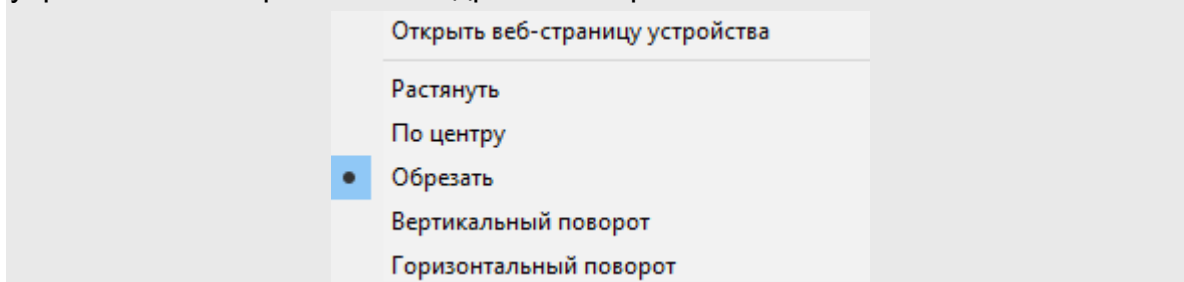 Открыть веб-страницу устройства
Растянуть
По центру
Обрезать
Вертикальный поворот
Горизонтальный поворот